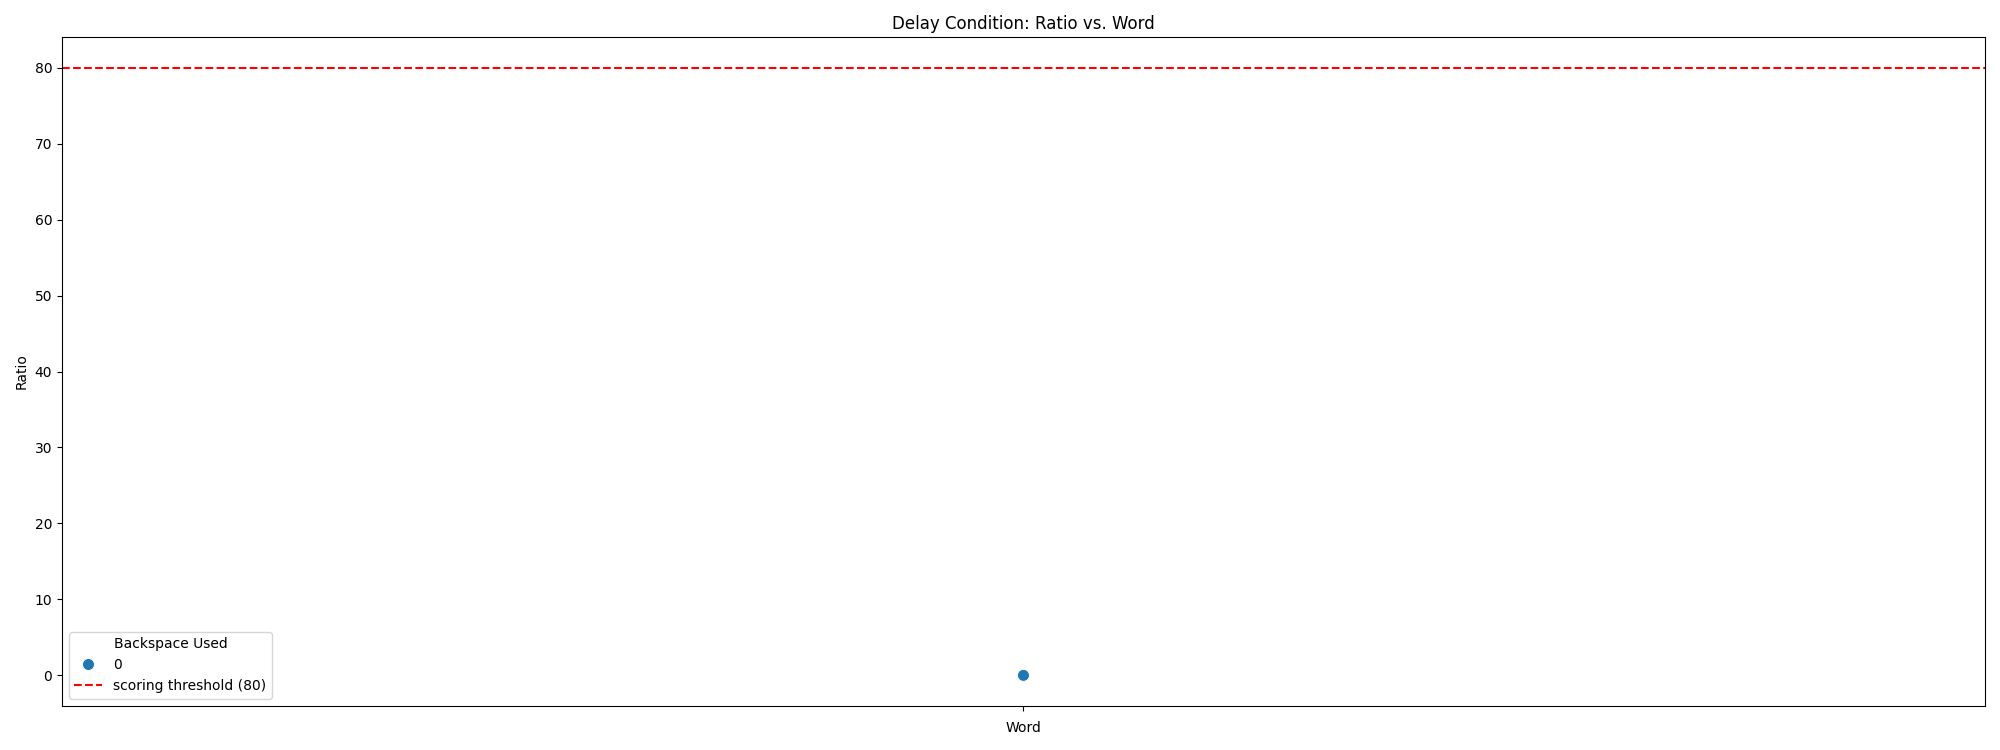 Delay Condition: Ratio vs. Word
Ratio
80
70
60
50
40
30
20
10
0
Backspace Used
0
scoring threshold (80)
Word